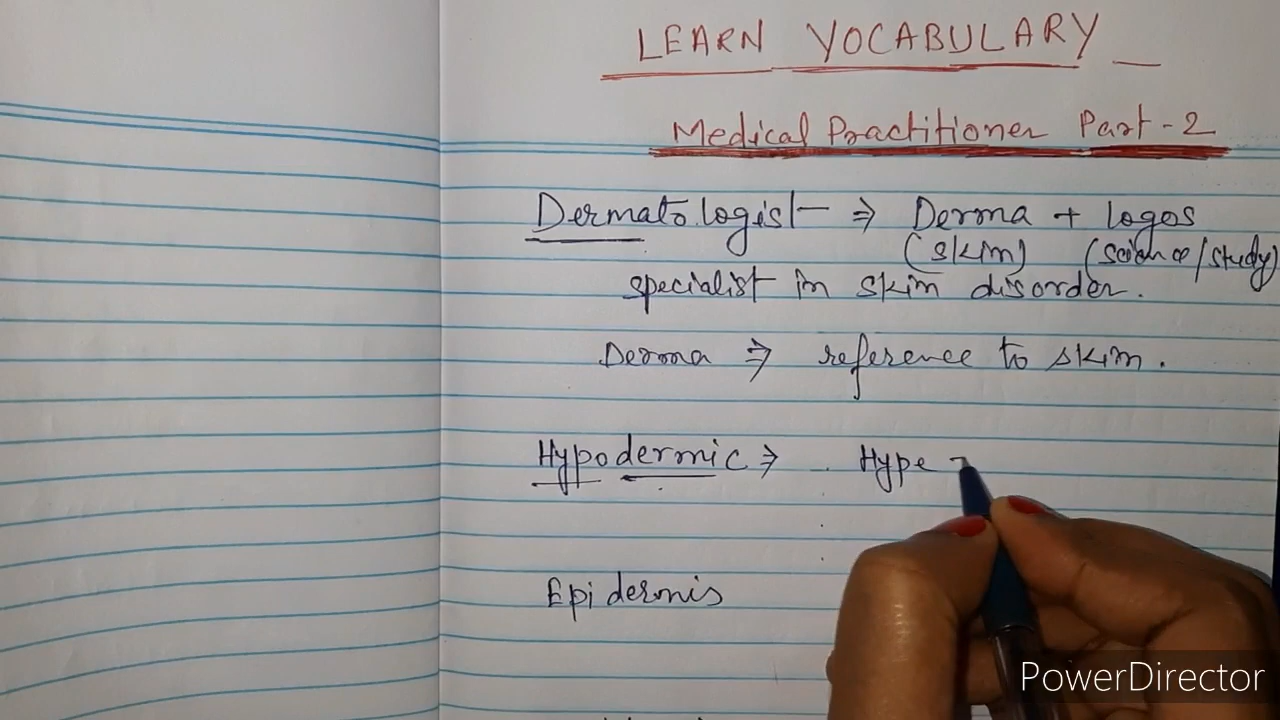 LEARN VOCABULARY
Medical Practitioner Part-2
Dermatologist ⇒ Derma + logos
(skin) (science/study)
specialist in skin disorder.
Derma ⇒ reference to skin.
Hypodermic ⇒ Hype -
Epidermis
PowerDirector